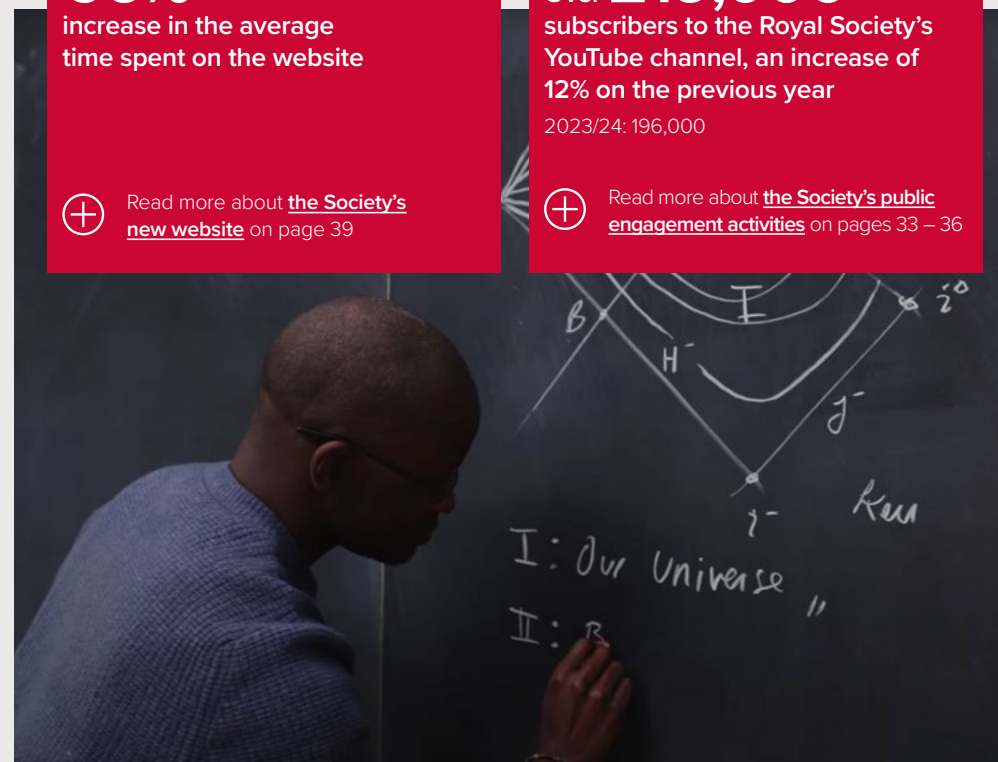 increase in the average
time spent on the website
Read more about the Society's
new website on page 39
subscribers to the Royal Society's
YouTube channel, an increase of
12% on the previous year
2023/24: 196,000
Read more about the Society's public
engagement activities on pages 33 – 36
I
B
H⁻
i⁰
i⁻
Kerr
I: Our Universe
II: B